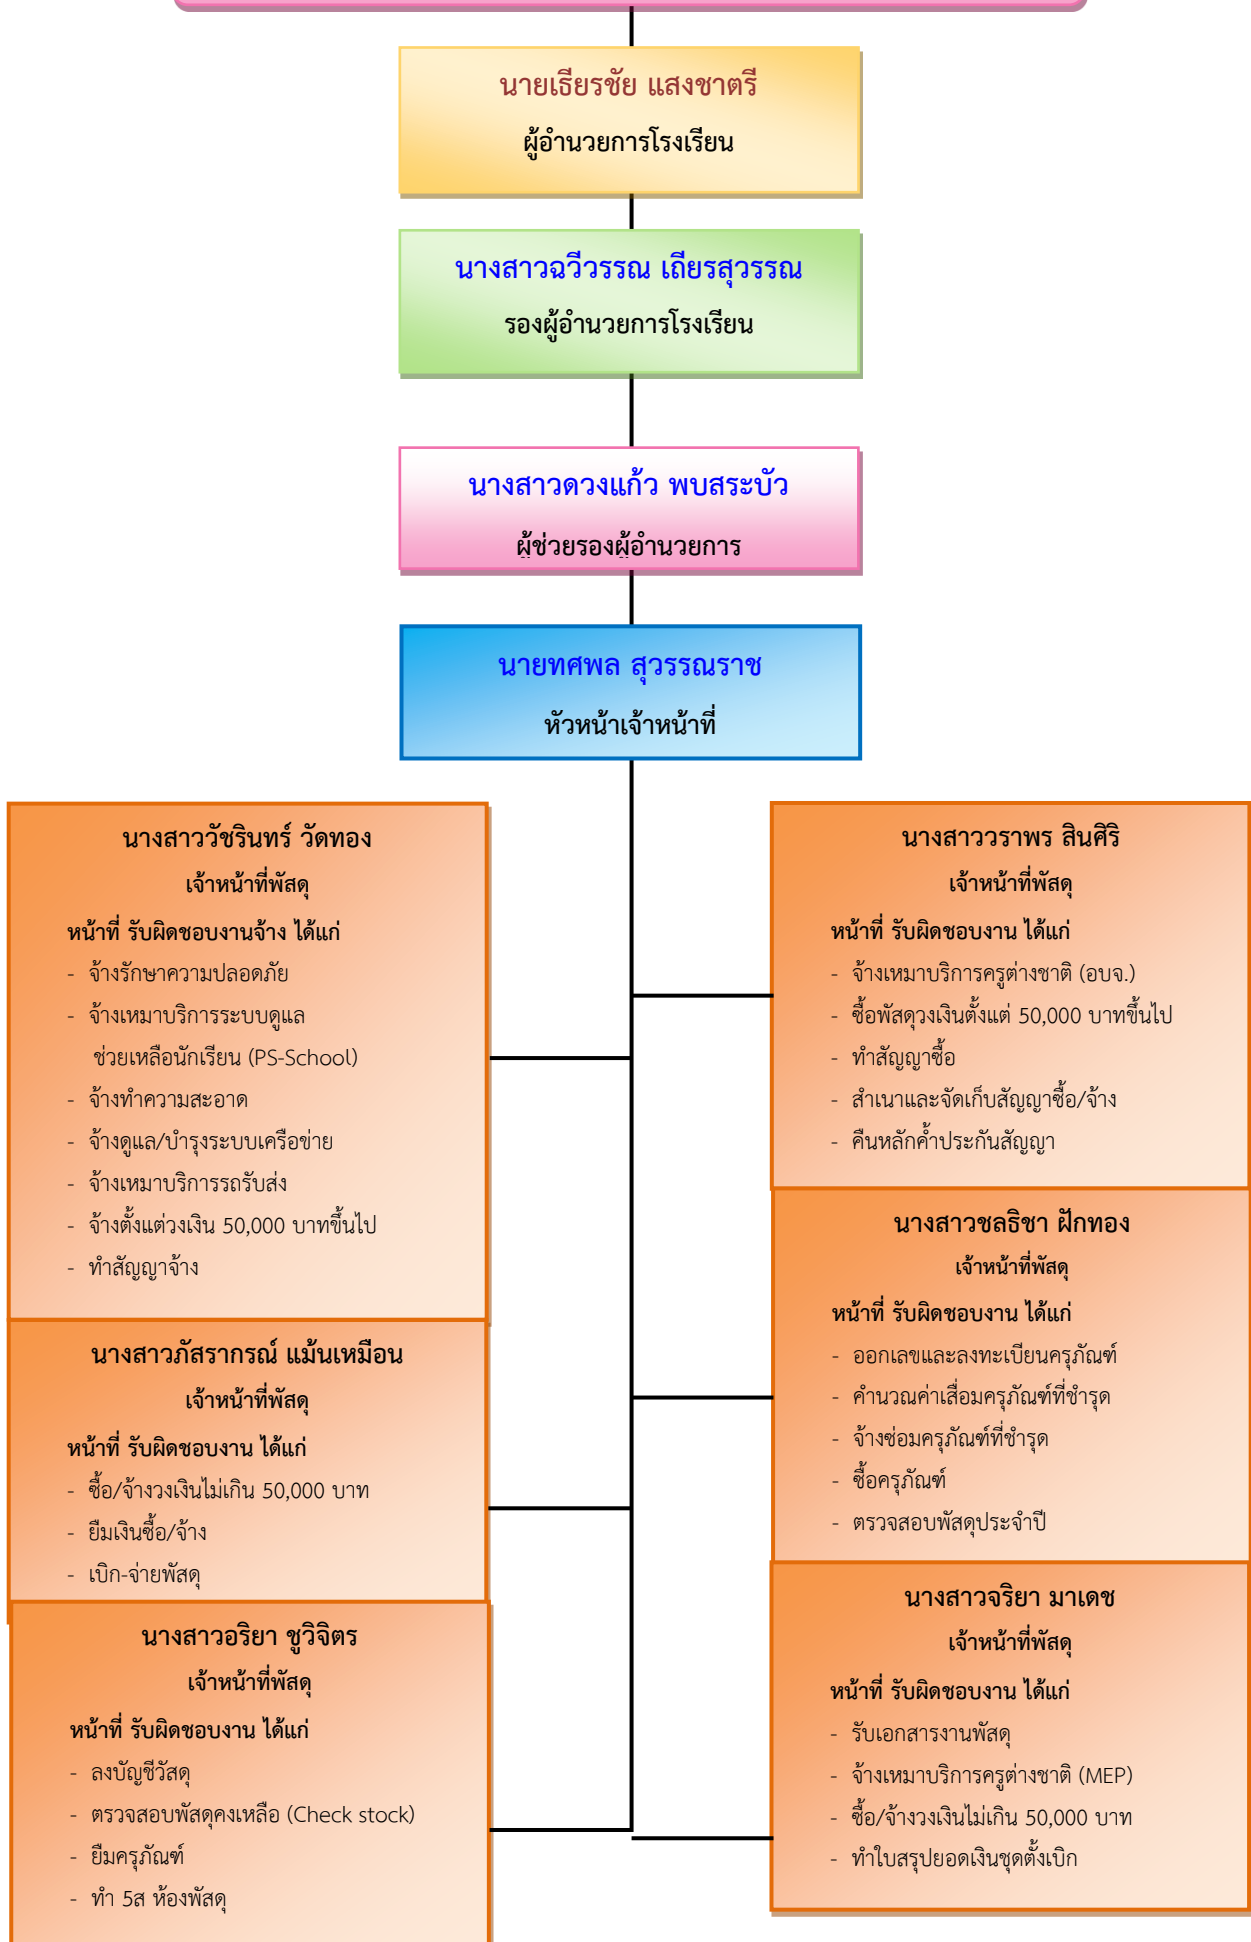 นายเธียรชัย แสงชาตรี
ผู้อำนวยการโรงเรียน
นางสาวฉวีวรรณ เถียรสุวรรณ
รองผู้อำนวยการโรงเรียน
นางสาวดวงแก้ว พบสระบัว
ผู้ช่วยรองผู้อำนวยการ
นายทศพล สุวรรณราช
หัวหน้าเจ้าหน้าที่
นางสาววัชรินทร์ วัดทอง
เจ้าหน้าที่พัสดุ
หน้าที่ รับผิดชอบงานจ้าง ได้แก่
- จ้างรักษาความปลอดภัย
- จ้างเหมาบริการระบบดูแล
ช่วยเหลือนักเรียน (PS-School)
- จ้างทำความสะอาด
- จ้างดูแล/บำรุงระบบเครือข่าย
- จ้างเหมาบริการรถรับส่ง
- จ้างตั้งแต่วงเงิน 50,000 บาทขึ้นไป
- ทำสัญญาจ้าง
นางสาวภัสรากรณ์ แม้นเหมือน
เจ้าหน้าที่พัสดุ
หน้าที่ รับผิดชอบงาน ได้แก่
- ซื้อ/จ้างวงเงินไม่เกิน 50,000 บาท
- ยืมเงินซื้อ/จ้าง
- เบิก-จ่ายพัสดุ
นางสาวอริยา ชูวิจิตร
เจ้าหน้าที่พัสดุ
หน้าที่ รับผิดชอบงาน ได้แก่
- ลงบัญชีวัสดุ
- ตรวจสอบพัสดุคงเหลือ (Check stock)
- ยืมครุภัณฑ์
- ทำ 5ส ห้องพัสดุ
นางสาววราพร สินศิริ
เจ้าหน้าที่พัสดุ
หน้าที่ รับผิดชอบงาน ได้แก่
- จ้างเหมาบริการครูต่างชาติ (อบจ.)
- ซื้อพัสดุวงเงินตั้งแต่ 50,000 บาทขึ้นไป
- ทำสัญญาซื้อ
- สำเนาและจัดเก็บสัญญาซื้อ/จ้าง
- คืนหลักค้ำประกันสัญญา
นางสาวชลธิชา ฝักทอง
เจ้าหน้าที่พัสดุ
หน้าที่ รับผิดชอบงาน ได้แก่
- ออกเลขและลงทะเบียนครุภัณฑ์
- คำนวณค่าเสื่อมครุภัณฑ์ที่ชำรุด
- จ้างซ่อมครุภัณฑ์ที่ชำรุด
- ซื้อครุภัณฑ์
- ตรวจสอบพัสดุประจำปี
นางสาวจริยา มาเดช
เจ้าหน้าที่พัสดุ
หน้าที่ รับผิดชอบงาน ได้แก่
- รับเอกสารงานพัสดุ
- จ้างเหมาบริการครูต่างชาติ (MEP)
- ซื้อ/จ้างวงเงินไม่เกิน 50,000 บาท
- ทำใบสรุปยอดเงินชุดตั้งเบิก